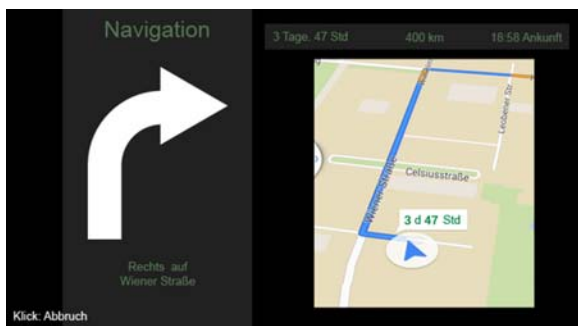 Navigation
Rechts auf
Wiener Straße
Klick: Abbruch
3 Tage. 47 Std 400 km 18:58 Ankunft
Leobener Str
Celsiusstraße
Wiener Straße
3 d 47 Std